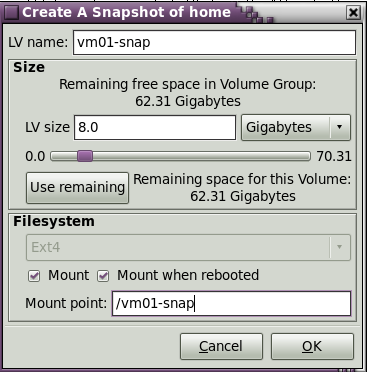 Create A Snapshot of home
LV name: vm01-snap
Size
Remaining free space in Volume Group:
62.31 Gigabytes
LV size 8.0 Gigabytes
0.0 70.31
Use remaining
Remaining space for this Volume:
62.31 Gigabytes
Filesystem
Ext4
Mount Mount when rebooted
Mount point: /vm01-snap
Cancel OK